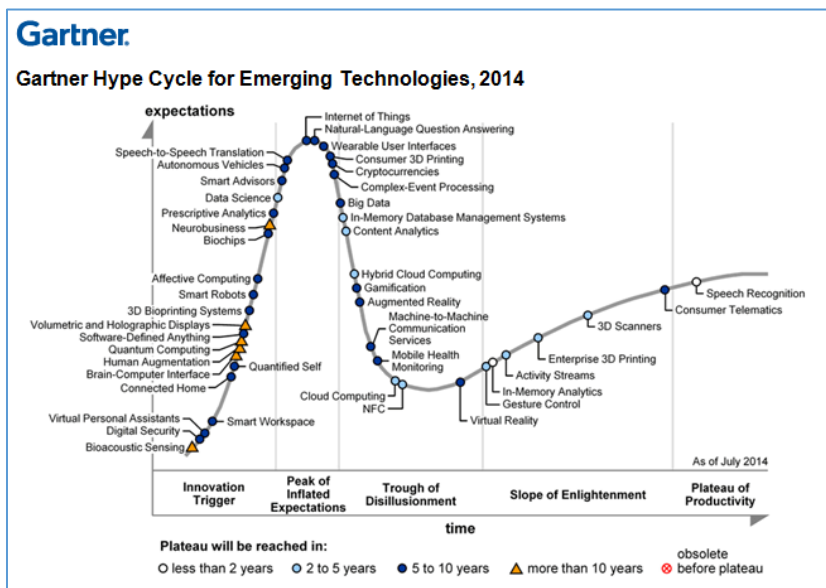 Gartner.
Gartner Hype Cycle for Emerging Technologies, 2014
expectations
Internet of Things
Natural-Language Question Answering
Wearable User Interfaces
Consumer 3D Printing
Cryptocurrencies
Complex-Event Processing
Speech-to-Speech Translation
Autonomous Vehicles
Smart Advisors
Data Science
Prescriptive Analytics
Neurobusiness
Biochips
Big Data
In-Memory Database Management Systems
Content Analytics
Affective Computing
Smart Robots
3D Bioprinting Systems
Volumetric and Holographic Displays
Software-Defined Anything
Quantum Computing
Human Augmentation
Brain-Computer Interface
Connected Home
Quantified Self
Hybrid Cloud Computing
Gamification
Augmented Reality
Machine-to-Machine
Communication
Services
Mobile Health
Monitoring
Cloud Computing
NFC
Virtual Personal Assistants
Digital Security
Bioacoustic Sensing
Smart Workspace
Speech Recognition
Consumer Telematics
3D Scanners
Enterprise 3D Printing
Activity Streams
In-Memory Analytics
Gesture Control
Virtual Reality
As of July 2014
Innovation
Trigger
Peak of
Inflated
Expectations
Trough of
Disillusionment
Slope of Enlightenment
Plateau of
Productivity
time
Plateau will be reached in:
less than 2 years
2 to 5 years
5 to 10 years
more than 10 years
obsolete
before plateau